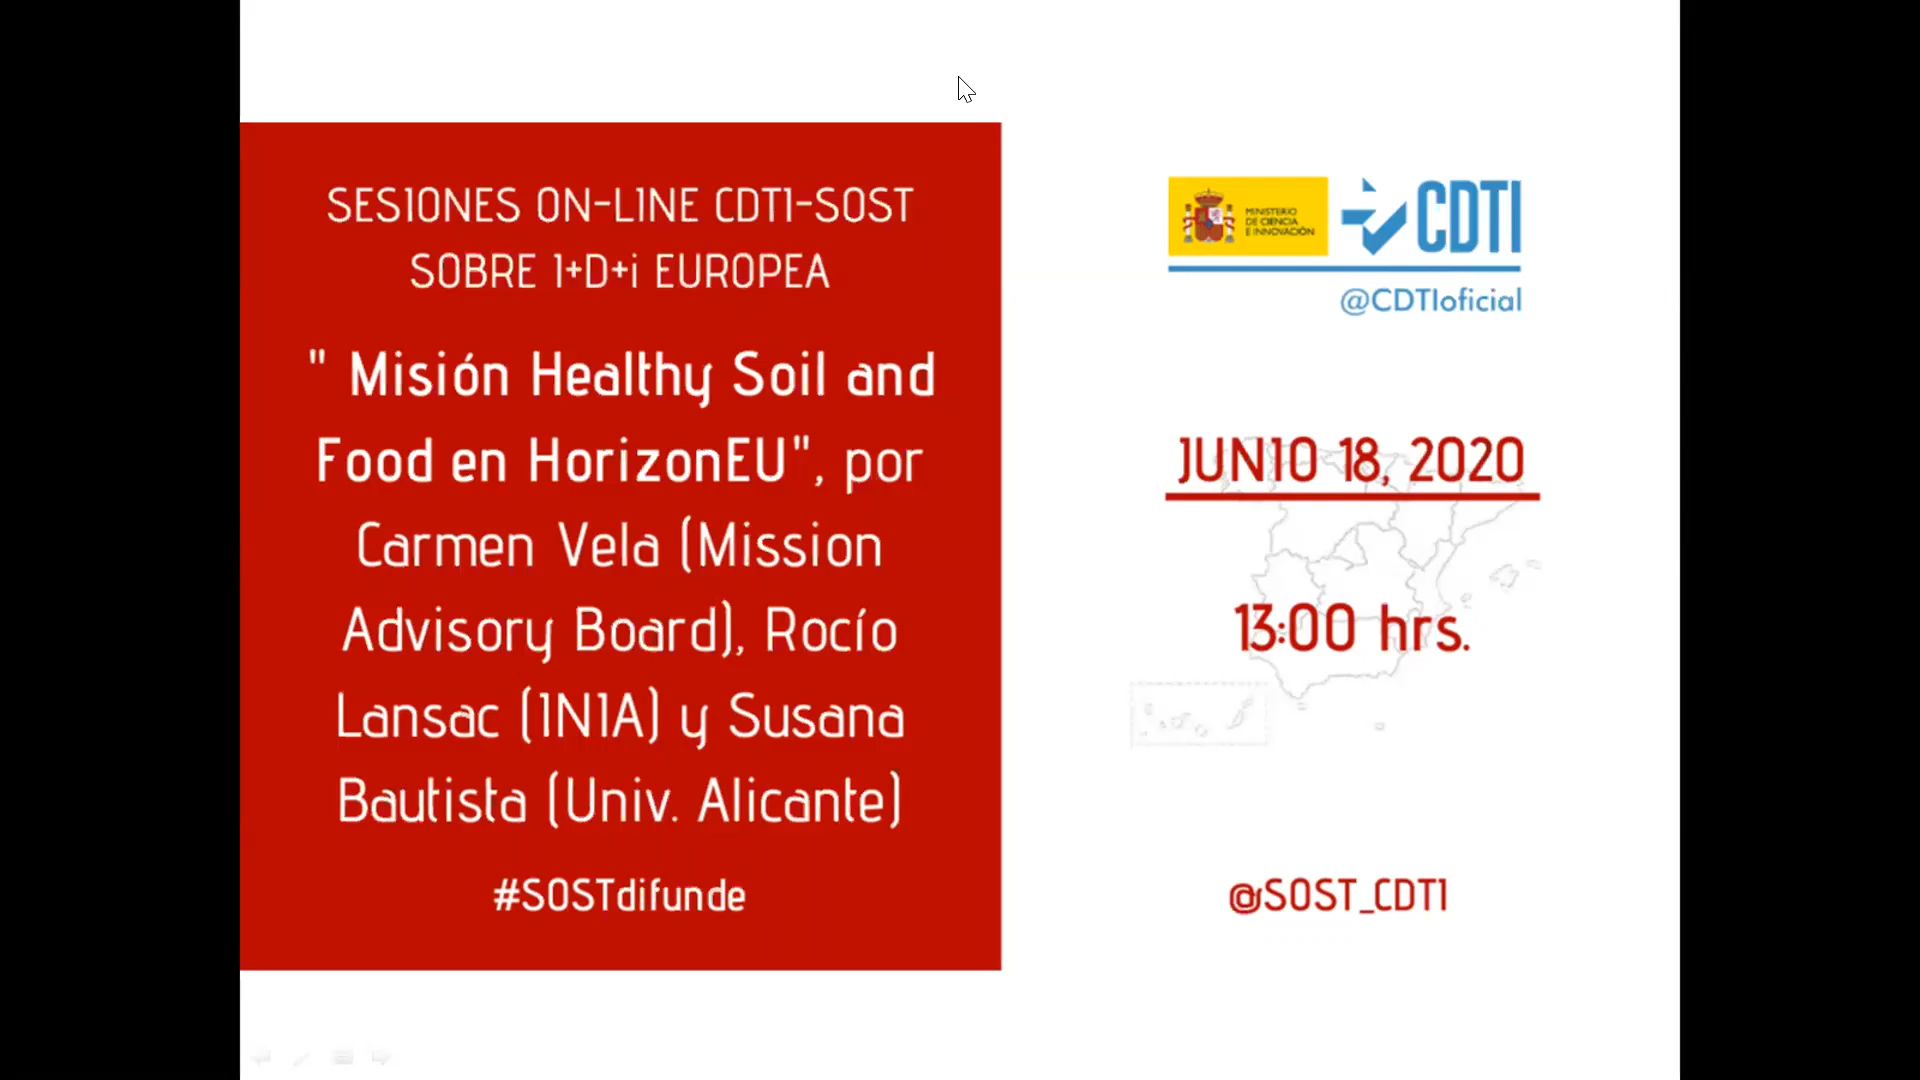 SESIONES ON-LINE CDTI-SOST
SOBRE I+D+i EUROPEA
" Misión Healthy Soil and
Food en HorizonEU", por
Carmen Vela (Mission
Advisory Board), Rocío
Lansac (INIA) y Susana
Bautista (Univ. Alicante)
#SOSTdifunde
MINISTERIO
DE CIENCIA
E INNOVACIÓN
CDTI
@CDTIoficial
JUNIO 18, 2020
13:00 hrs.
@SOST_CDTI